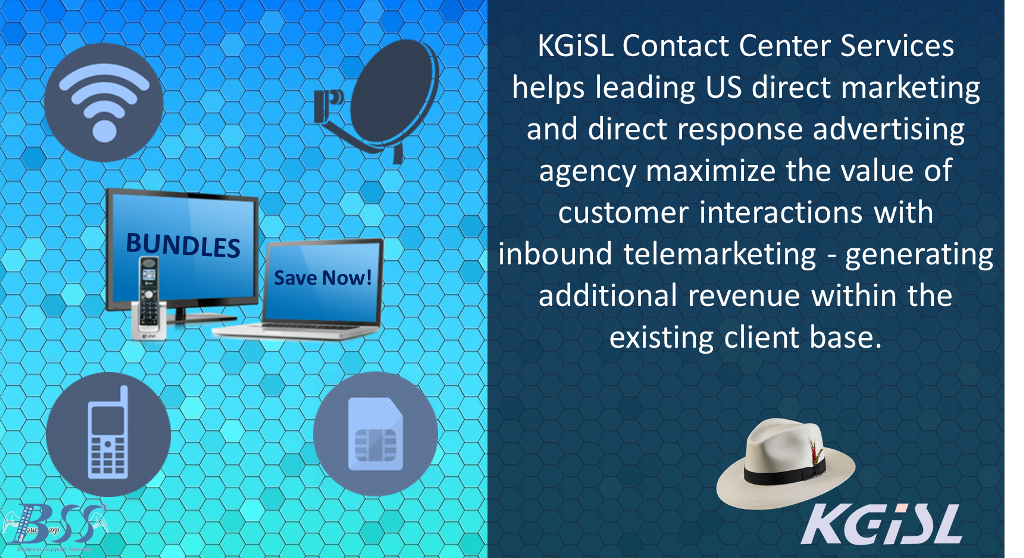 BUNDLES
Save Now!
BSS
KGiSL Contact Center Services
helps leading US direct marketing
and direct response advertising
agency maximize the value of
customer interactions with
inbound telemarketing - generating
additional revenue within the
existing client base.
KGiSL